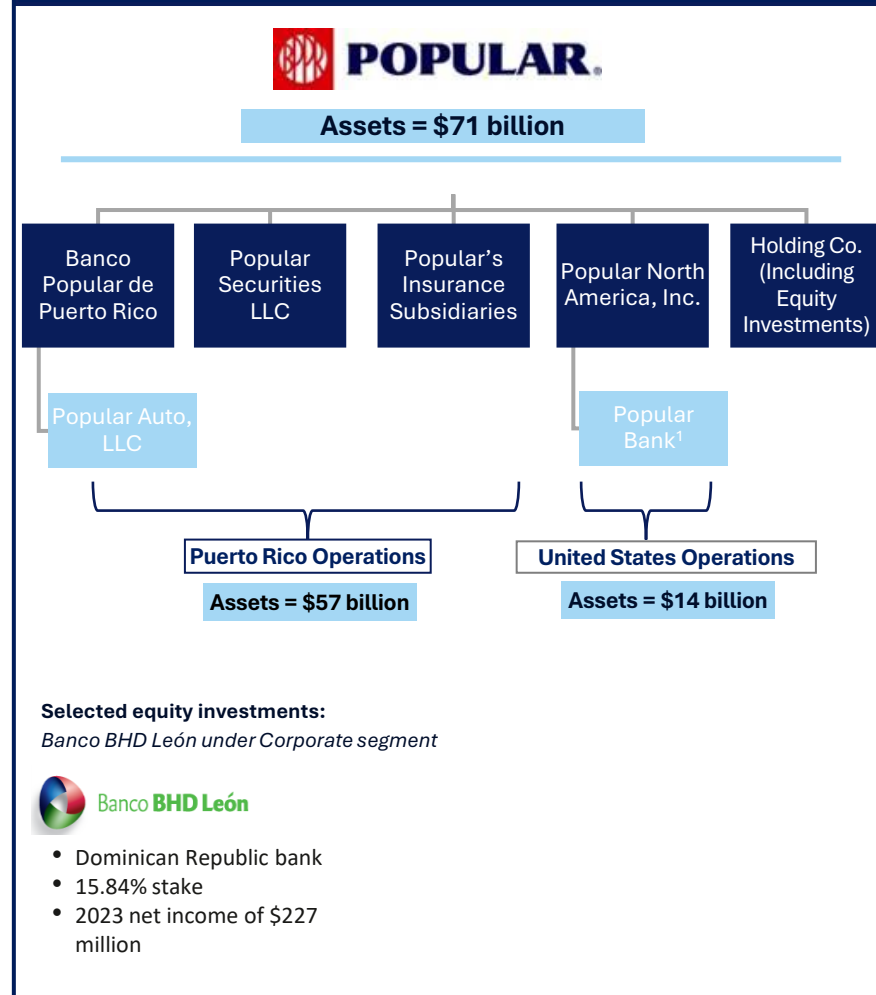 BPPR POPULAR.
Assets = $71 billion
Banco
Popular de
Puerto Rico
Popular
Securities
LLC
Popular’s
Insurance
Subsidiaries
Popular North
America, Inc.
Holding Co.
(Including
Equity
Investments)
Popular Auto,
LLC
Popular
Bank¹
Puerto Rico Operations
Assets = $57 billion
United States Operations
Assets = $14 billion
Selected equity investments:
Banco BHD León under Corporate segment
Banco BHD León
• Dominican Republic bank
• 15.84% stake
• 2023 net income of $227
million